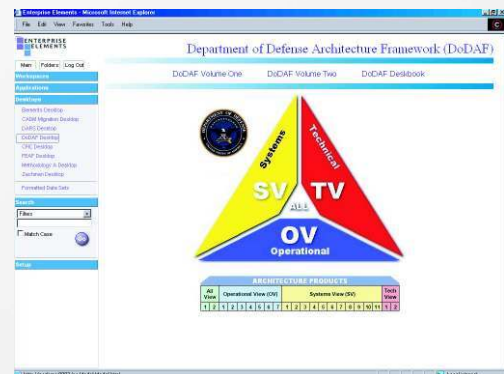 Enterprise Elements - Microsoft Internet Explorer
File Edit View Favorites Tools Help
ENTERPRISE
ELEMENTS
Department of Defense Architecture Framework (DoDAF)
Main Folders Log Out
DoDAF Volume One DoDAF Volume Two DoDAF Deskbook
Workspaces
Applications
Desktops
Elements Desktop
CADM Migration Desktop
DARS Desktop
DoDAF Desktop
CRE Desktop
FEAF Desktop
Methodology A Desktop
Zachman Desktop
Formatted Data Sets
Search
Filters
Match Case
Setup
Systems
Technical
SV TV
ALL
OV
Operational
ARCHITECTURE PRODUCTS
All View Operational View (OV) Systems View (SV) Tech View
1 2 1 2 3 4 5 6 7 1 2 3 4 5 6 7 8 9 10 11 1 2